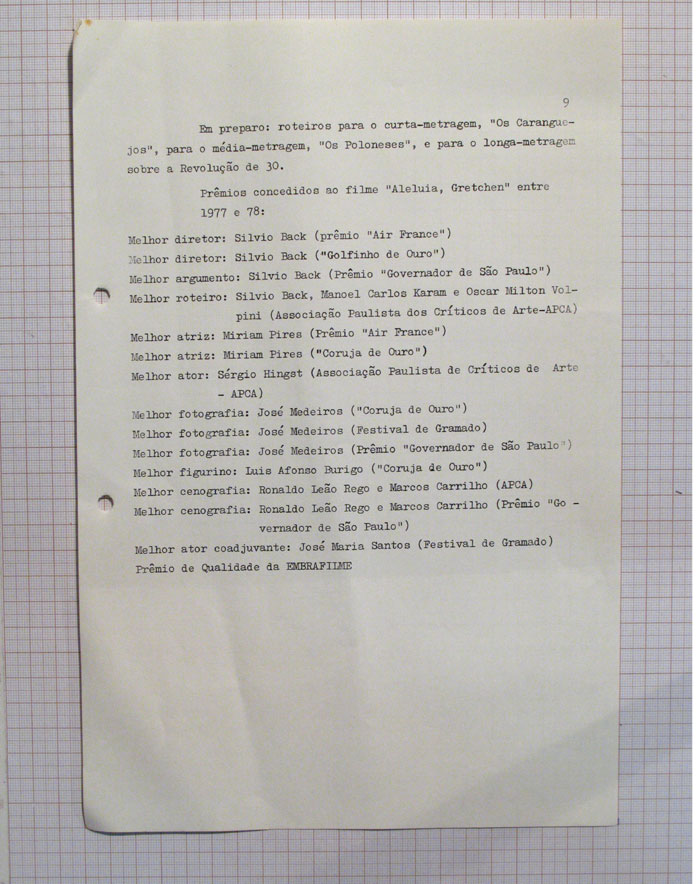 9
Em preparo: roteiros para o curta-metragem, "Os Carangue-
jos", para o média-metragem, "Os Poloneses", e para o longa-metragem
sobre a Revolução de 30.
Prêmios concedidos ao filme "Aleluia, Gretchen" entre
1977 e 78:
Melhor diretor: Silvio Back (prêmio "Air France")
Melhor diretor: Silvio Back ("Golfinho de Ouro")
Melhor argumento: Silvio Back (Prêmio "Governador de São Paulo")
Melhor roteiro: Silvio Back, Manoel Carlos Karam e Oscar Milton Vol-
pini (Associação Paulista dos Críticos de Arte-APCA)
Melhor atriz: Miriam Pires (Prêmio "Air France")
Melhor atriz: Miriam Pires ("Coruja de Ouro")
Melhor ator: Sérgio Hingst (Associação Paulista de Críticos de Arte
- APCA)
Melhor fotografia: José Medeiros ("Coruja de Ouro")
Melhor fotografia: José Medeiros (Festival de Gramado)
Melhor fotografia: José Medeiros (Prêmio "Governador de São Paulo")
Melhor figurino: Luis Afonso Burigo ("Coruja de Ouro")
Melhor cenografia: Ronaldo Leão Rego e Marcos Carrilho (APCA)
Melhor cenografia: Ronaldo Leão Rego e Marcos Carrilho (Prêmio "Go -
vernador de São Paulo")
Melhor ator coadjuvante: José Maria Santos (Festival de Gramado)
Prêmio de Qualidade da EMBRAFILME